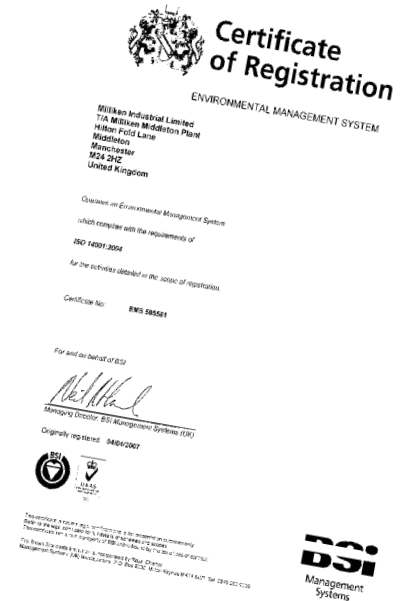 Certificate
of Registration
ENVIRONMENTAL MANAGEMENT SYSTEM
Milliken Industrial Limited
T/A Milliken Middleton Plant
Hilton Fold Lane
Middleton
Manchester
M24 2HZ
United Kingdom
Operates an Environmental Management System
which complies with the requirements of
ISO 14001:2004
for the activities detailed in the scope of registration.
Certificate No: EMS 505581
For and on behalf of BSI
Managing Director, BSI Management Systems (UK)
Originally registered 04/04/2007
BSI
UKAS
BSi
Management
Systems